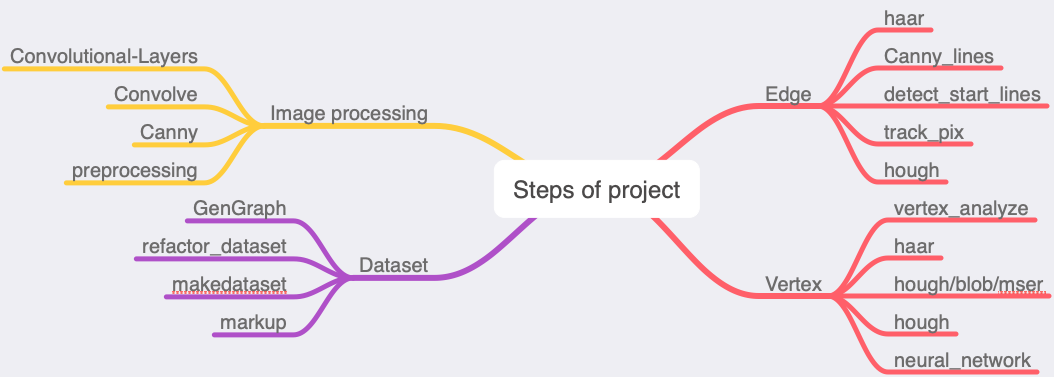 Steps of project
Image processing
Convolutional-Layers
Convolve
Canny
preprocessing
Dataset
GenGraph
refactor_dataset
makedataset
markup
Edge
haar
Canny_lines
detect_start_lines
track_pix
hough
Vertex
vertex_analyze
haar
hough/blob/mser
hough
neural_network